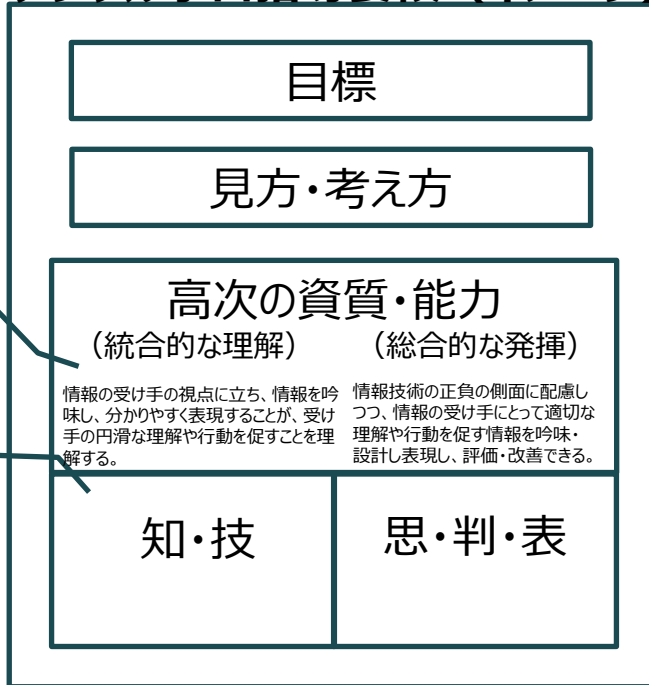 目標
見方・考え方
高次の資質・能力
（統合的な理解）
（総合的な発揮）
情報の受け手の視点に立ち、情報を吟
味し、分かりやすく表現することが、受け
手の円滑な理解や行動を促すことを理
解する。
情報技術の正負の側面に配慮し
つつ、情報の受け手にとって適切な
理解や行動を促す情報を吟味・
設計し表現し、評価・改善できる。
知・技
思・判・表